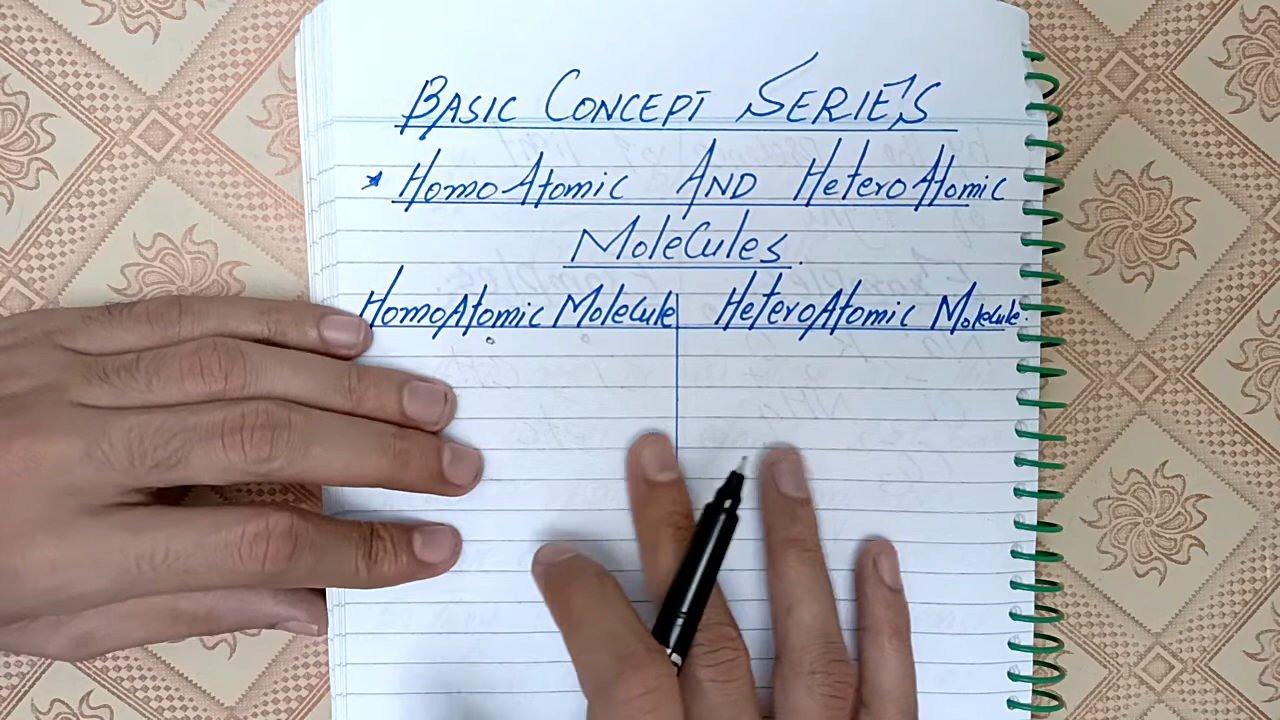 BASIC CONCEPT SERIES
* HomoAtomic AND HeteroAtomic
MoleCules.
HomoAtomic Molecule HeteroAtomic Molecule.